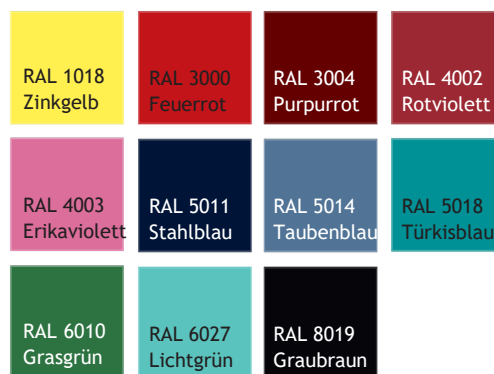 RAL 1018
Zinkgelb
RAL 3000
Feuerrot
RAL 3004
Purpurrot
RAL 4002
Rotviolett
RAL 4003
Erikaviolett
RAL 5011
Stahlblau
RAL 5014
Taubenblau
RAL 5018
Türkisblau
RAL 6010
Grasgrün
RAL 6027
Lichtgrün
RAL 8019
Graubraun